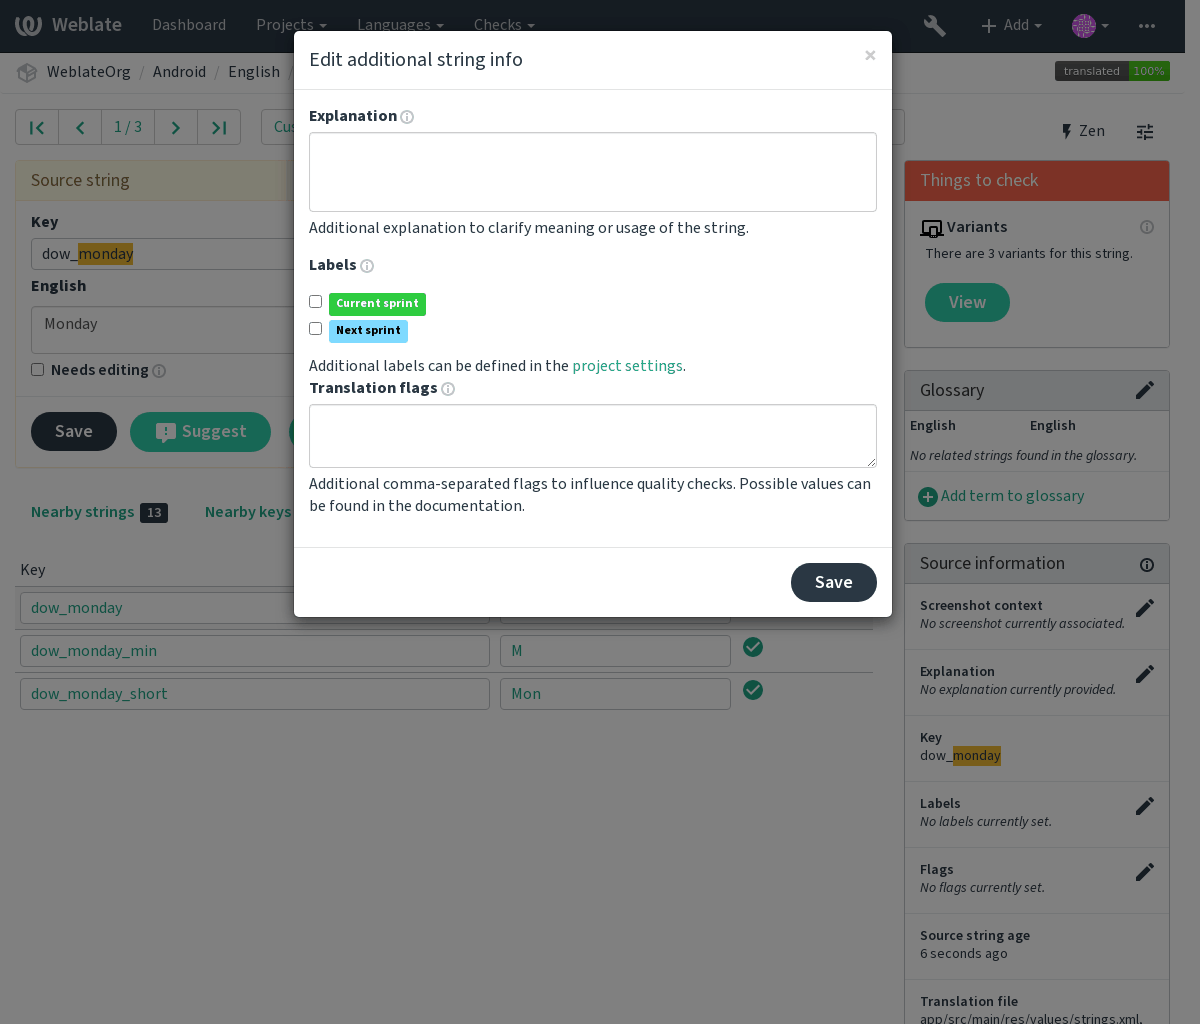 Weblate Dashboard Projects Languages Checks Add
WeblateOrg / Android / English /
translated 100%
1 / 3
Zen
Edit additional string info
×
Explanation
Additional explanation to clarify meaning or usage of the string.
Labels
Current sprint
Next sprint
Additional labels can be defined in the project settings.
Translation flags
Additional comma-separated flags to influence quality checks. Possible values can
be found in the documentation.
Save
Source string
Key
dow_monday
English
Monday
Needs editing
Save Suggest
Nearby strings 13 Nearby keys
Key
dow_monday
dow_monday_min M
dow_monday_short Mon
Things to check
Variants
There are 3 variants for this string.
View
Glossary
English English
No related strings found in the glossary.
Add term to glossary
Source information
Screenshot context
No screenshot currently associated.
Explanation
No explanation currently provided.
Key
dow_monday
Labels
No labels currently set.
Flags
No flags currently set.
Source string age
6 seconds ago
Translation file
app/src/main/res/values/strings.xml,